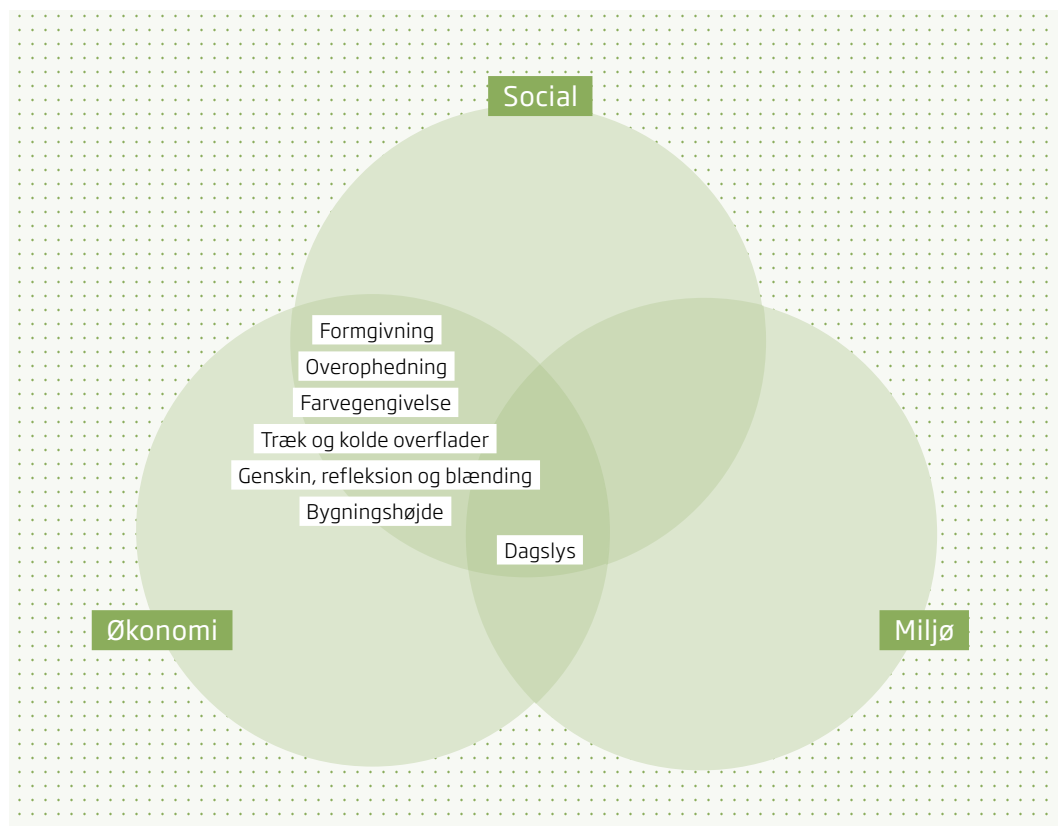 Social
Formgivning
Overophedning
Farvegengivelse
Træk og kolde overflader
Genskin, refleksion og blænding
Bygningshøjde
Dagslys
Økonomi
Miljø